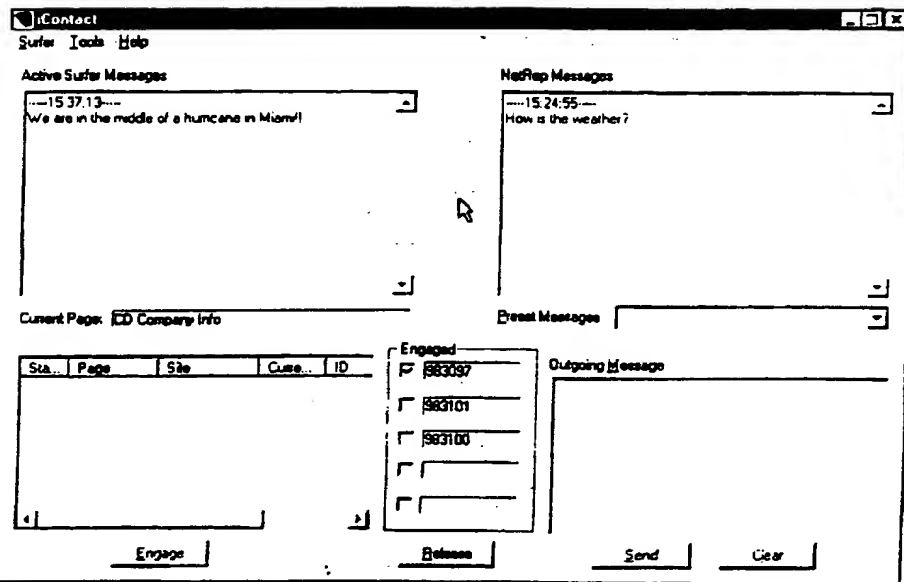 iContact
Surfer Tools Help
Active Surfer Messages
----15:37:13----
We are in the middle of a hurricane in Miami!!
NetRep Messages
----15:24:55----
How is the weather?
Current Page: CD Company Info
Preset Messages
Sta... Page Site Curre... ID
Engaged
983097
983101
983100
Outgoing Message
Engage
Release
Send
Clear